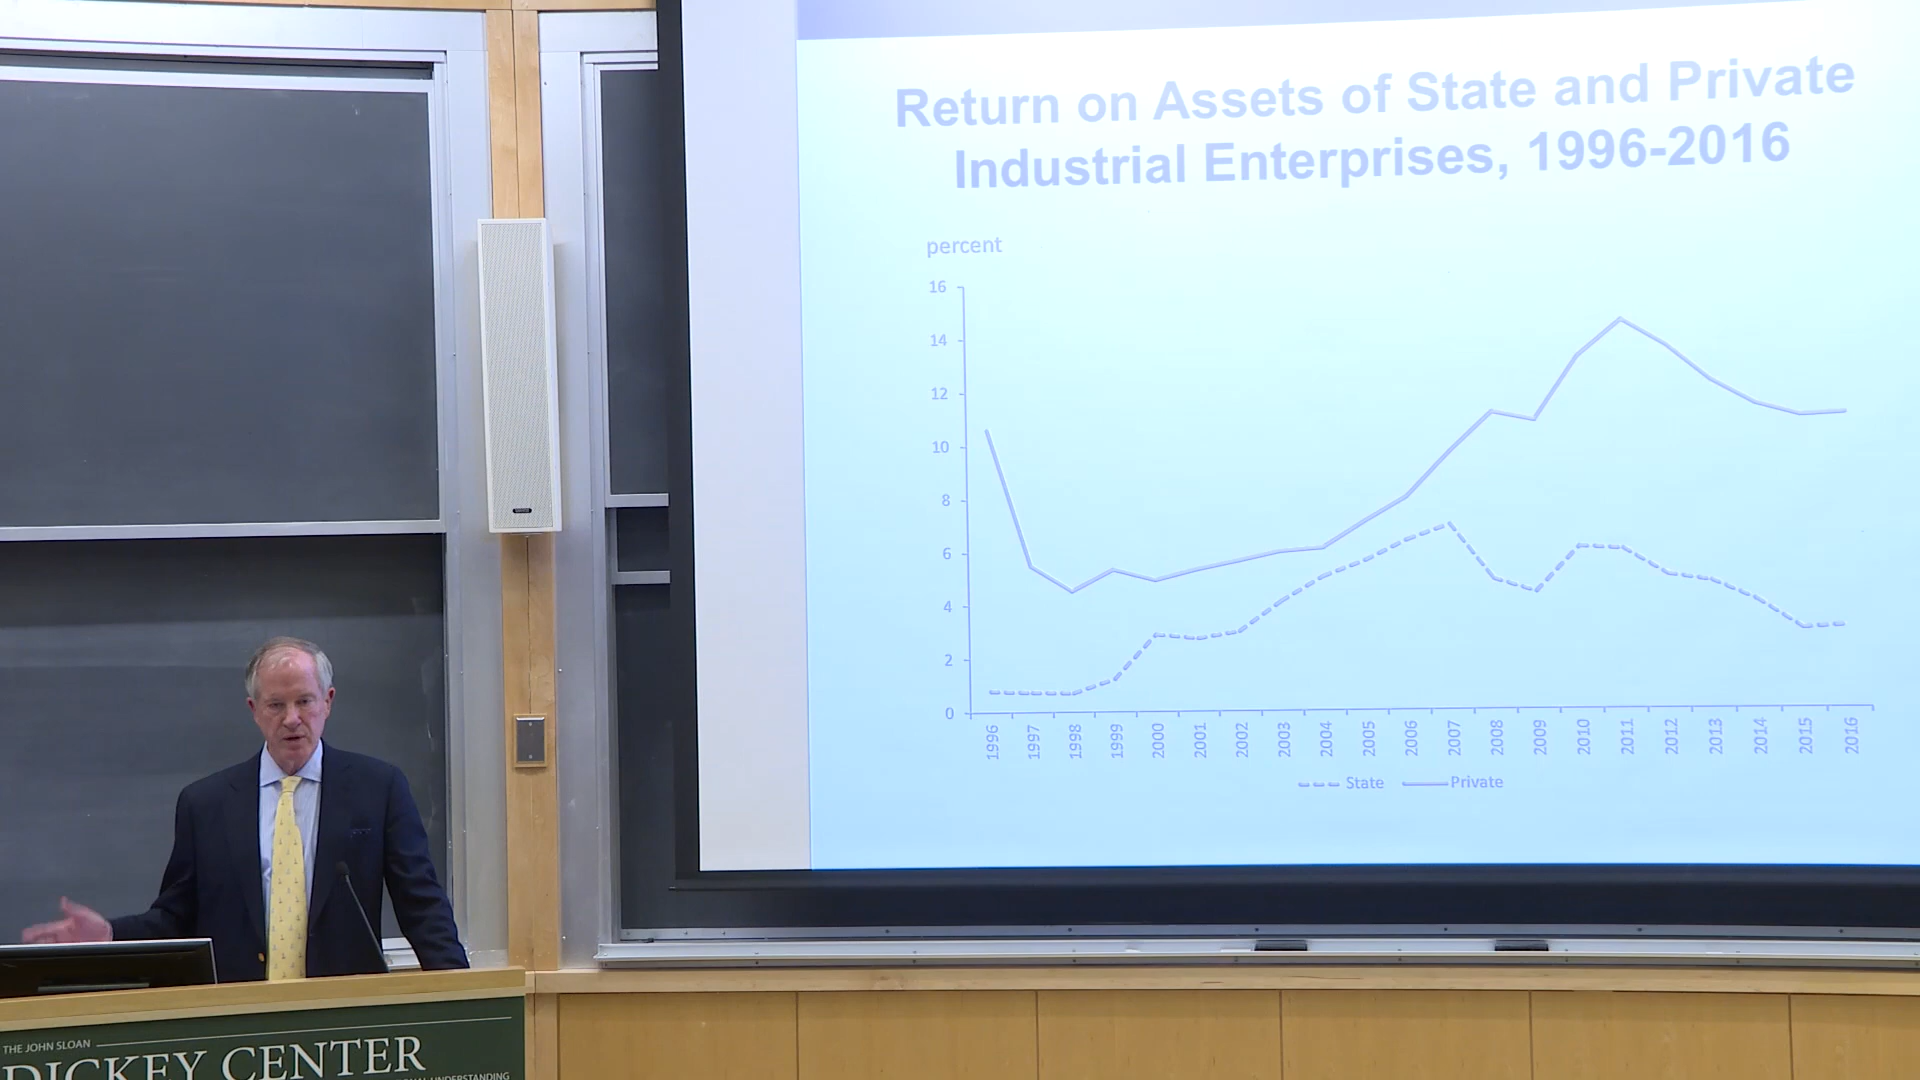 Return on Assets of State and Private
Industrial Enterprises, 1996-2016
percent
16
14
12
10
8
6
4
2
0
1996 1997 1998 1999 2000 2001 2002 2003 2004 2005 2006 2007 2008 2009 2010 2011 2012 2013 2014 2015 2016
State Private
THE JOHN SLOAN
DICKEY CENTER
UNDERSTANDING